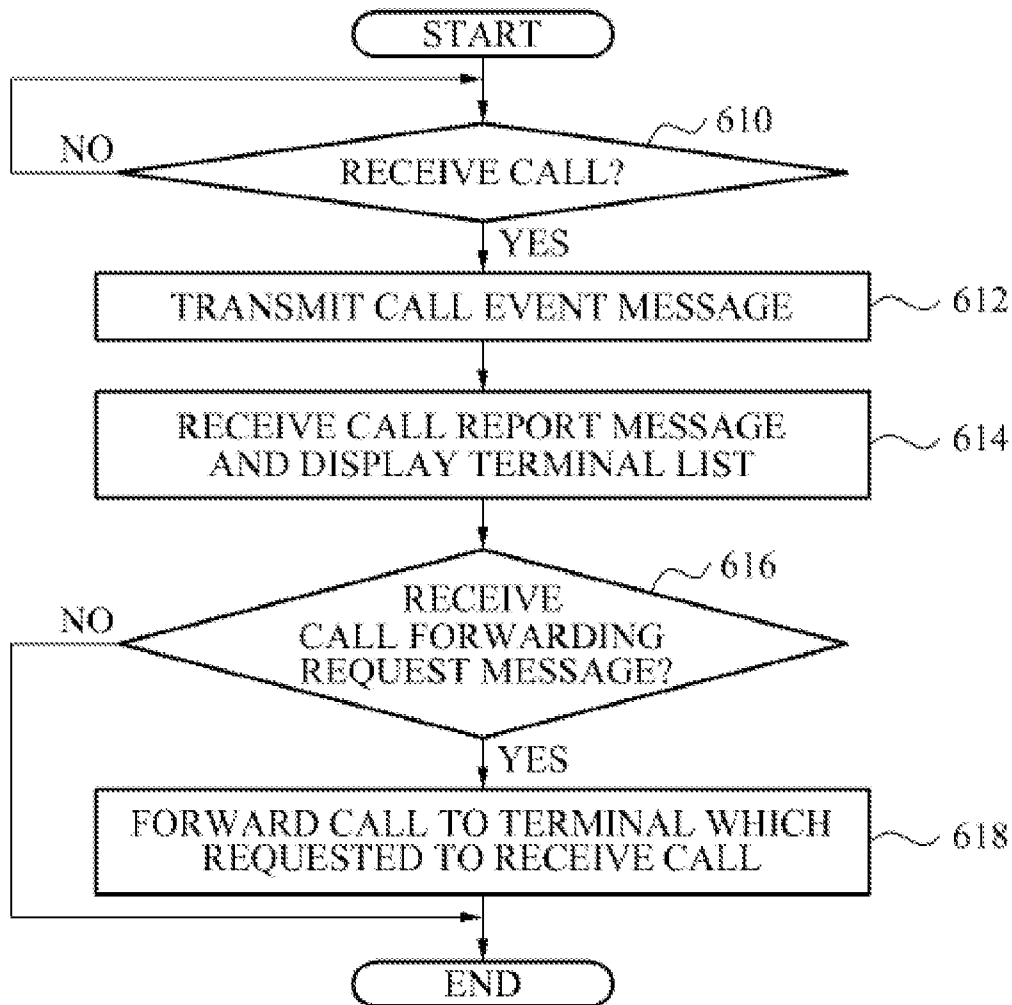 START
610
NO
RECEIVE CALL?
YES
TRANSMIT CALL EVENT MESSAGE
612
RECEIVE CALL REPORT MESSAGE
AND DISPLAY TERMINAL LIST
614
616
NO
RECEIVE
CALL FORWARDING
REQUEST MESSAGE?
YES
FORWARD CALL TO TERMINAL WHICH
REQUESTED TO RECEIVE CALL
618
END